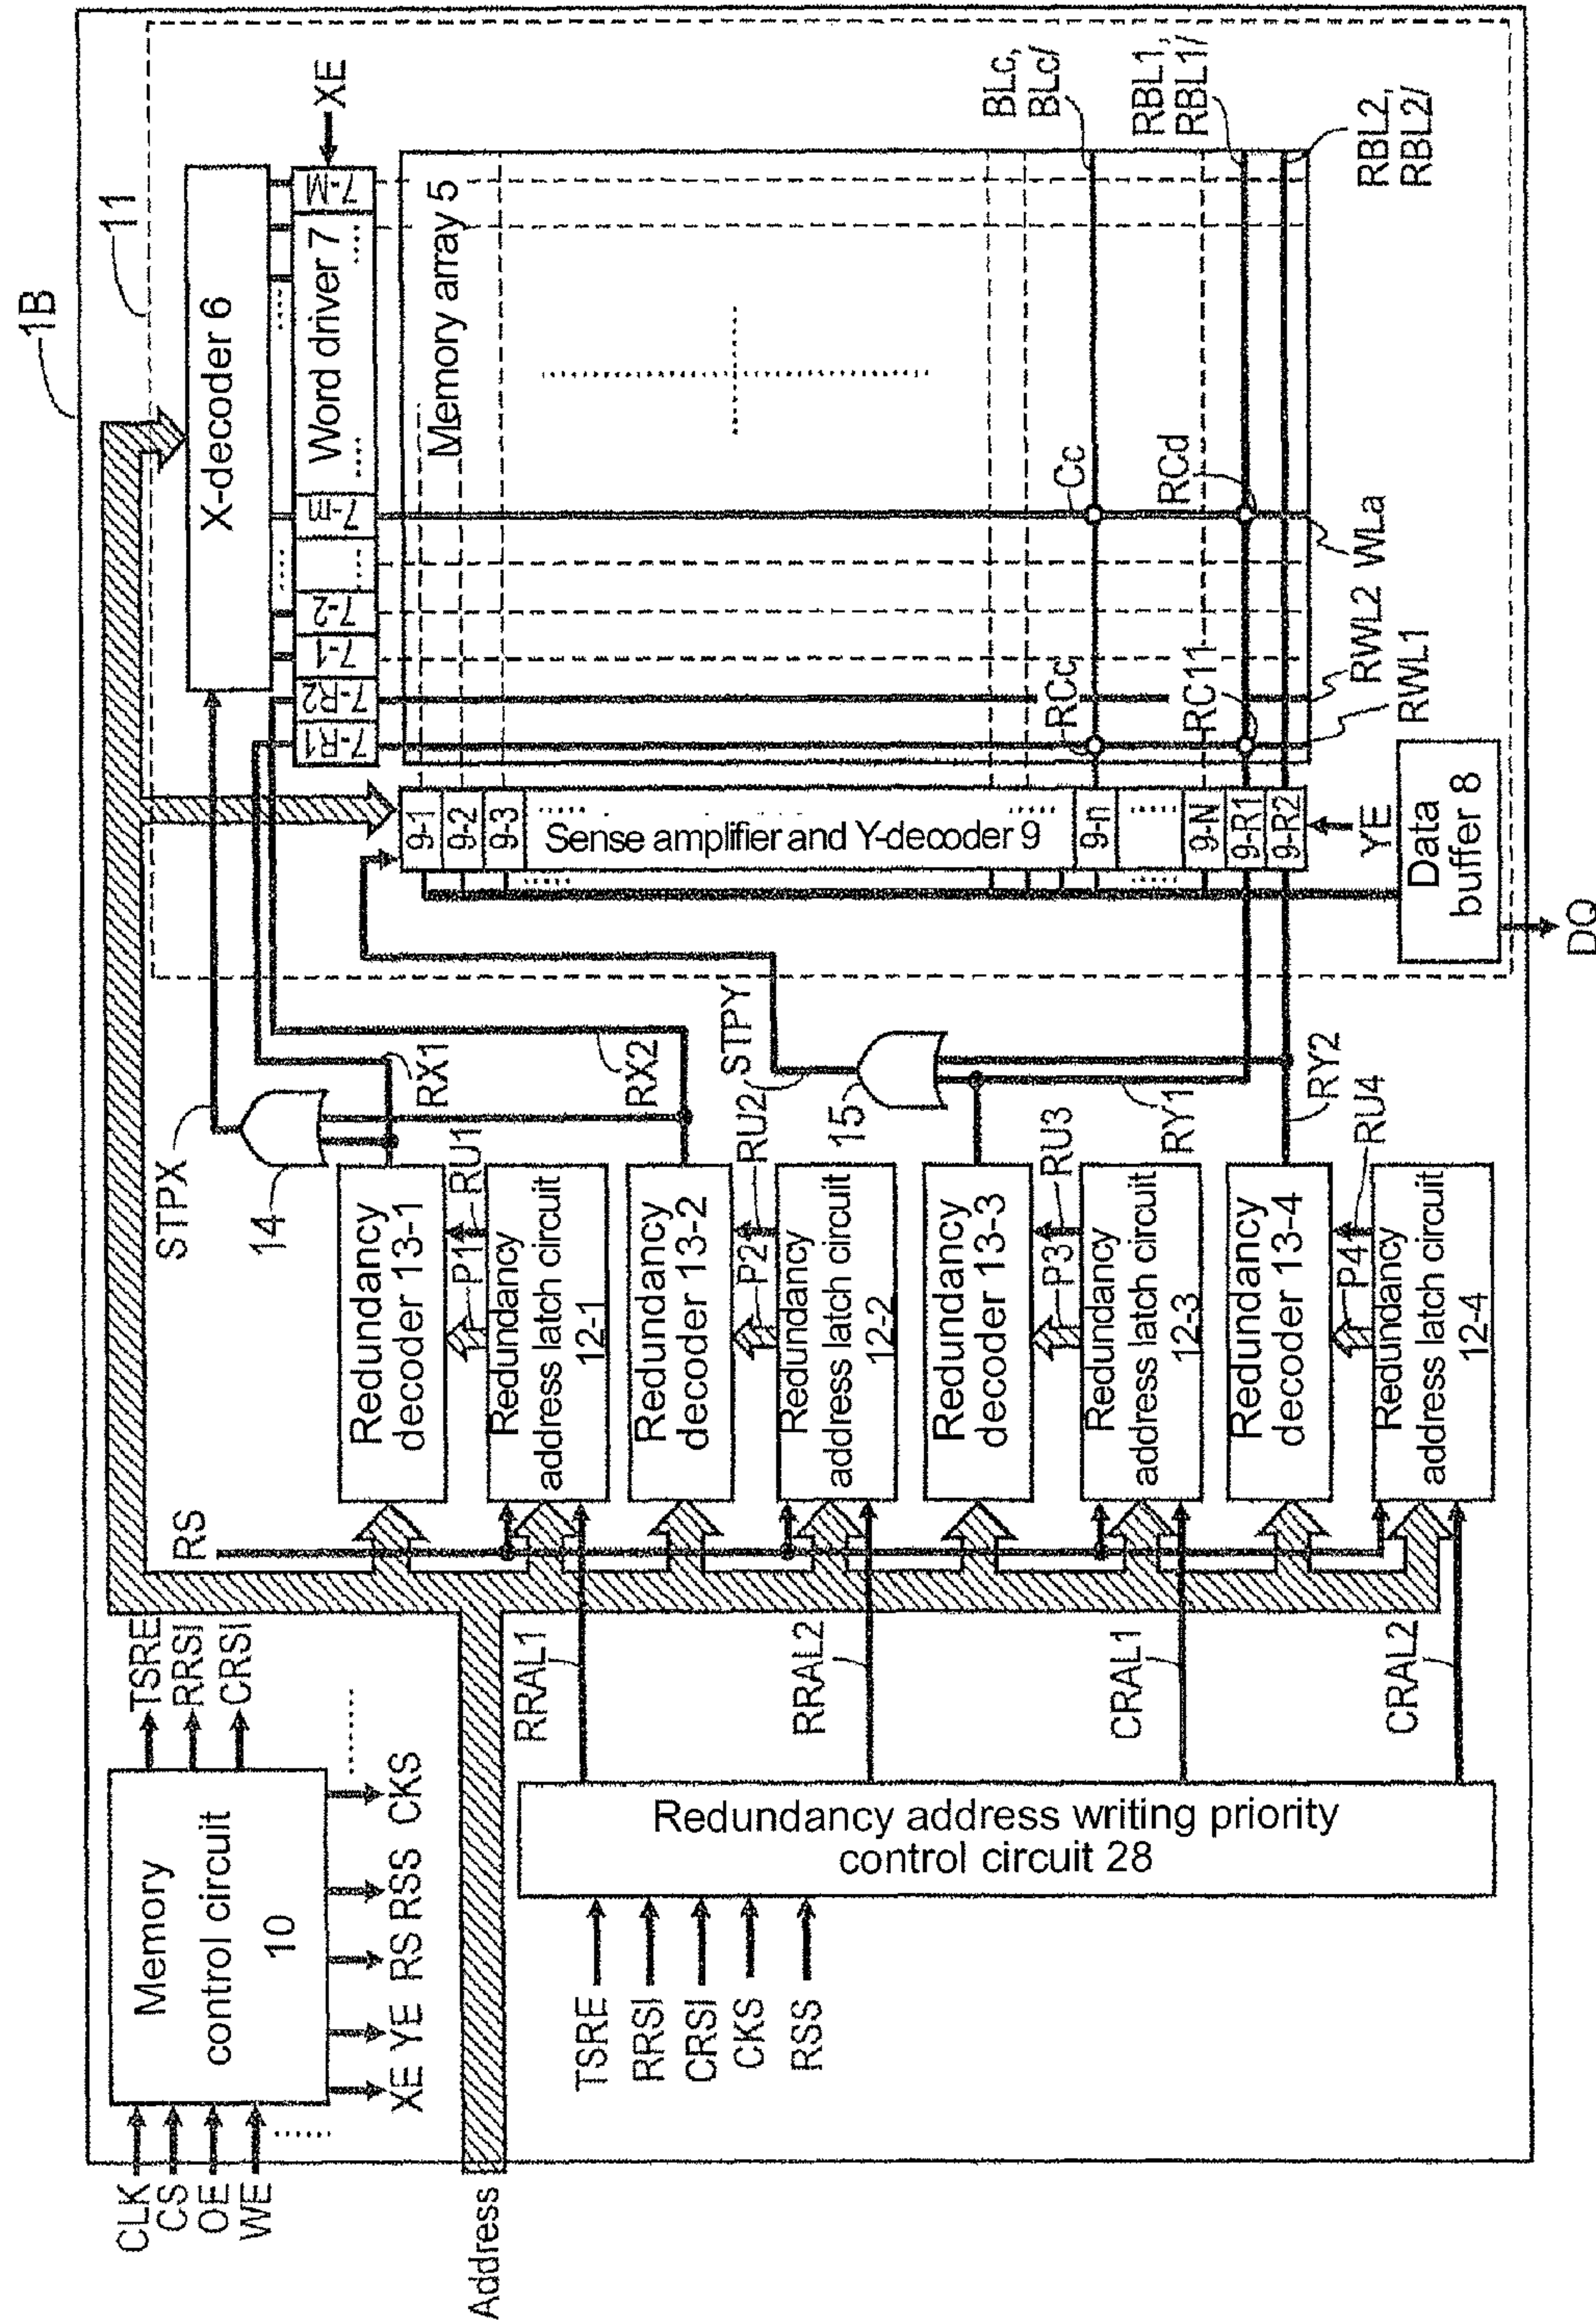 1B
11
X-decoder 6
XE
7-R1
7-R2
7-1
7-2
.....
7-m
.....
Word driver 7
.....
7-M
Memory array 5
BLc,
BLc/
RBL1,
RBL1/
RBL2,
RBL2/
Cc
RCd
RCc
RC11
WLa
RWL2
RWL1
9-1
9-2
9-3
.....
Sense amplifier and Y-decoder 9
.....
9-n
.....
9-N
9-R1
9-R2
YE
Data
buffer 8
DQ
STPX
14
RX1
RX2
STPY
15
RY1
RY2
Redundancy
decoder 13-1
P1
RU1
Redundancy
address latch circuit
12-1
Redundancy
decoder 13-2
P2
RU2
Redundancy
address latch circuit
12-2
Redundancy
decoder 13-3
P3
RU3
Redundancy
address latch circuit
12-3
Redundancy
decoder 13-4
P4
RU4
Redundancy
address latch circuit
12-4
RS
TSRE
RRSI
CRSI
RRAL1
RRAL2
CRAL1
CRAL2
Memory
control circuit
10
XE YE RS RSS CKS
Redundancy address writing priority
control circuit 28
TSRE
RRSI
CRSI
CKS
RSS
CLK
CS
OE
WE
Address